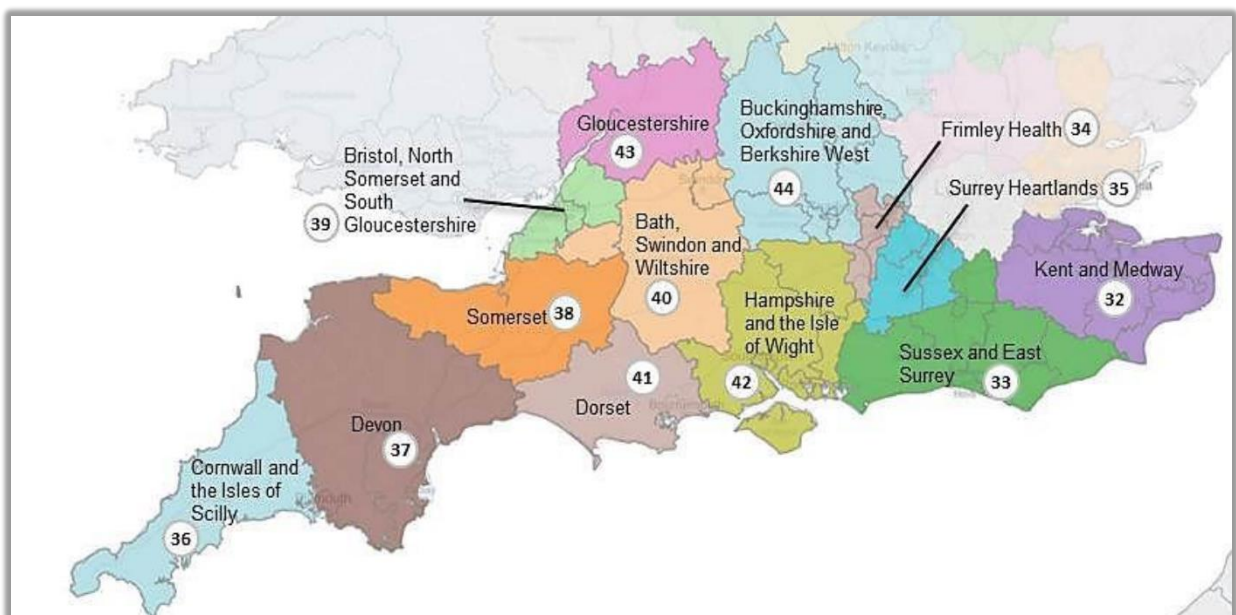 Gloucestershire
43
Buckinghamshire,
Oxfordshire and
Berkshire West
44
Frimley Health 34
Surrey Heartlands 35
Bristol, North
Somerset and
South
39 Gloucestershire
Bath,
Swindon and
Wiltshire
40
Kent and Medway
32
Somerset 38
Hampshire
and the Isle
of Wight
42
Sussex and East
Surrey 33
41
Dorset
Devon
37
Cornwall and
the Isles of
Scilly
36